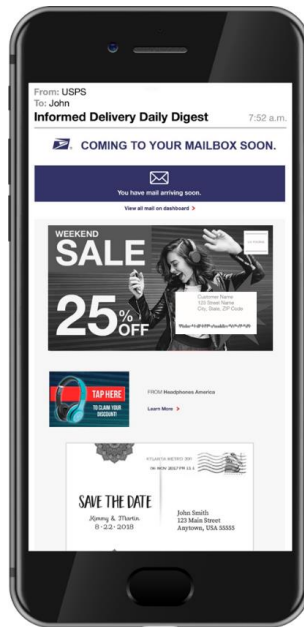 From: USPS
To: John
Informed Delivery Daily Digest 7:52 a.m.
COMING TO YOUR MAILBOX SOON.
You have mail arriving soon.
View all mail on dashboard >
WEEKEND
SALE
25% OFF
Customer Name
123 Street Name
City, State, ZIP Code
TAP HERE
TO CLAIM YOUR
DISCOUNT!
FROM Headphones America
Learn More >
SAVE THE DATE
Kenny & Martin
8·22·2018
John Smith
123 Main Street
Anytown, USA 55555